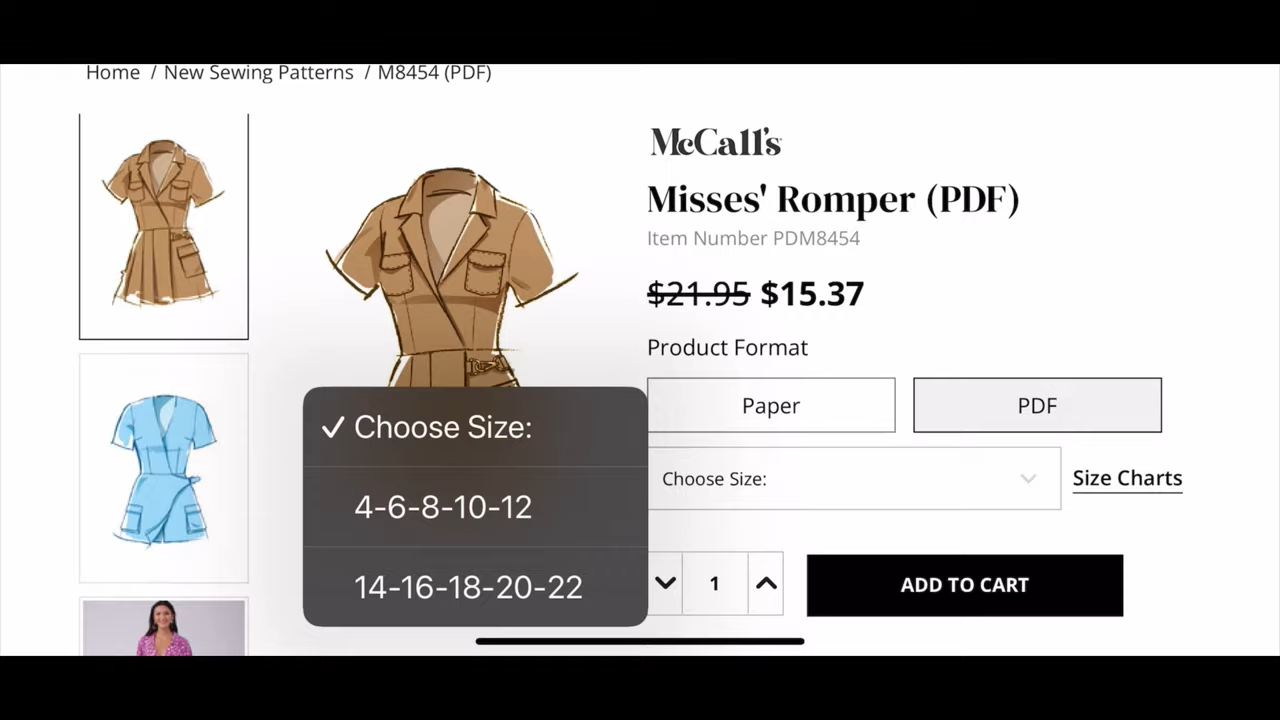 Home / New Sewing Patterns / M8454 (PDF)
McCall's
Misses' Romper (PDF)
Item Number PDM8454
$21.95 $15.37
Product Format
Paper
PDF
✓ Choose Size:
4-6-8-10-12
14-16-18-20-22
Choose Size:
Size Charts
1
ADD TO CART